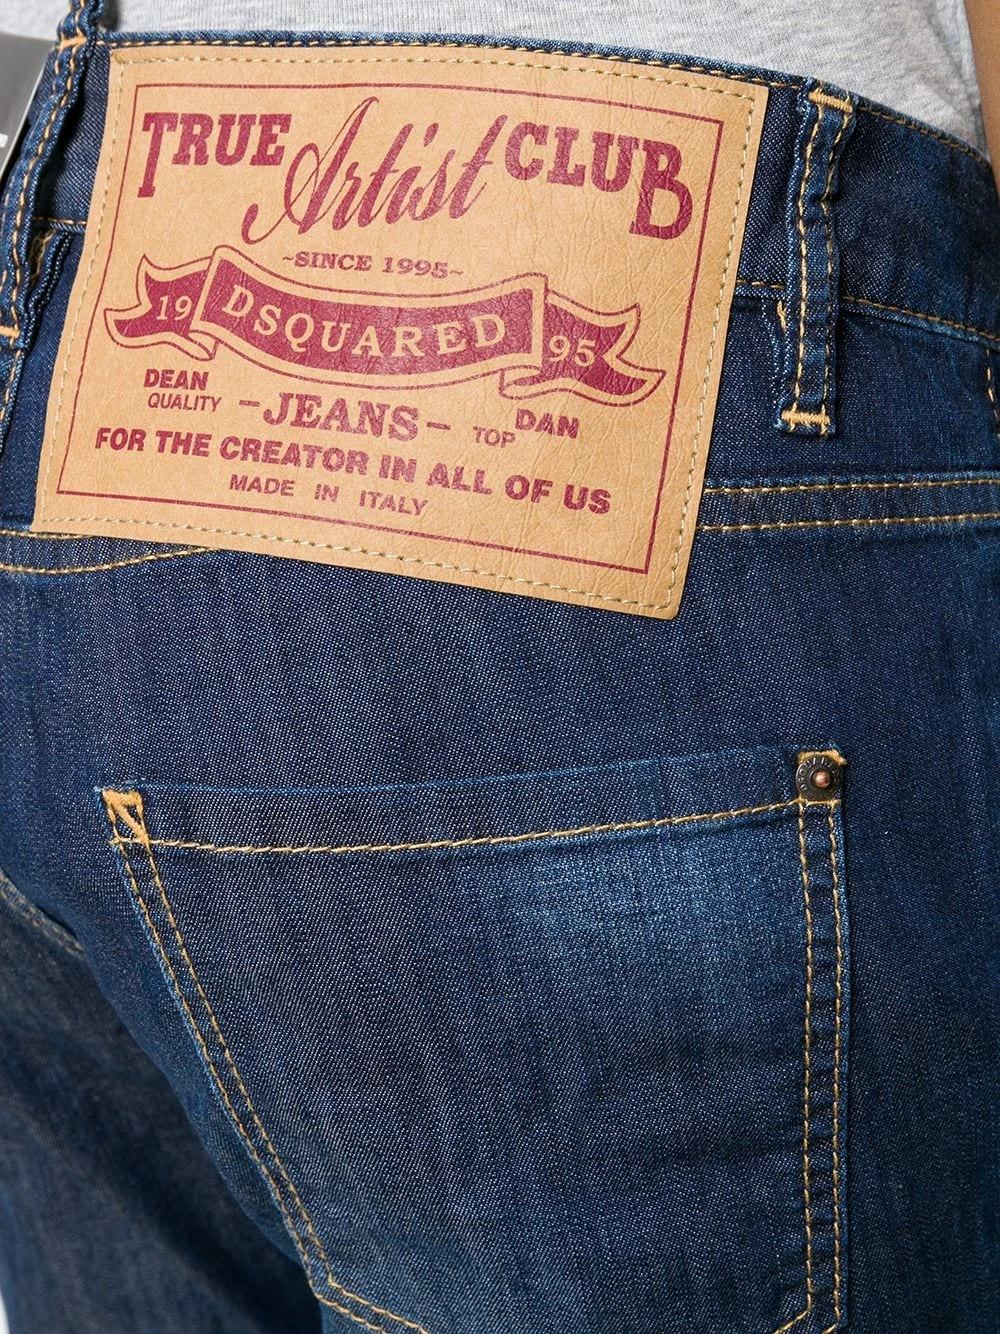 TRUE Artist CLUB
~SINCE 1995~
19 DSQUARED 95
DEAN QUALITY
-JEANS-
TOP DAN
FOR THE CREATOR IN ALL OF US
MADE IN ITALY